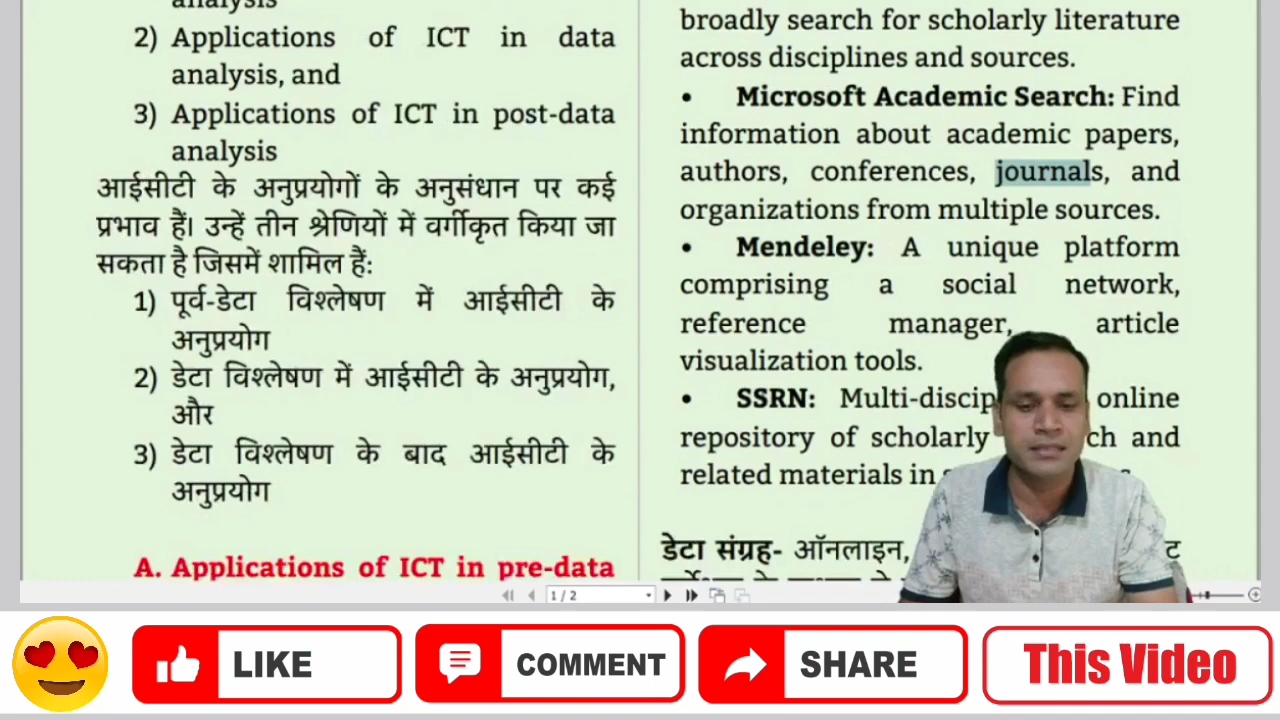 analysis
2) Applications of ICT in data
analysis, and
3) Applications of ICT in post-data
analysis
आईसीटी के अनुप्रयोगों के अनुसंधान पर कई
प्रभाव हैं। उन्हें तीन श्रेणियों में वर्गीकृत किया जा
सकता है जिसमें शामिल हैं:
1) पूर्व-डेटा विश्लेषण में आईसीटी के
अनुप्रयोग
2) डेटा विश्लेषण में आईसीटी के अनुप्रयोग,
और
3) डेटा विश्लेषण के बाद आईसीटी के
अनुप्रयोग
A. Applications of ICT in pre-data
broadly search for scholarly literature
across disciplines and sources.
• Microsoft Academic Search: Find
information about academic papers,
authors, conferences, journals, and
organizations from multiple sources.
• Mendeley: A unique platform
comprising a social network,
reference manager, article
visualization tools.
• SSRN: Multi-discip online
repository of scholarly ch and
related materials in
डेटा संग्रह- ऑनलाइन,
1 / 2
LIKE
COMMENT
SHARE
This Video